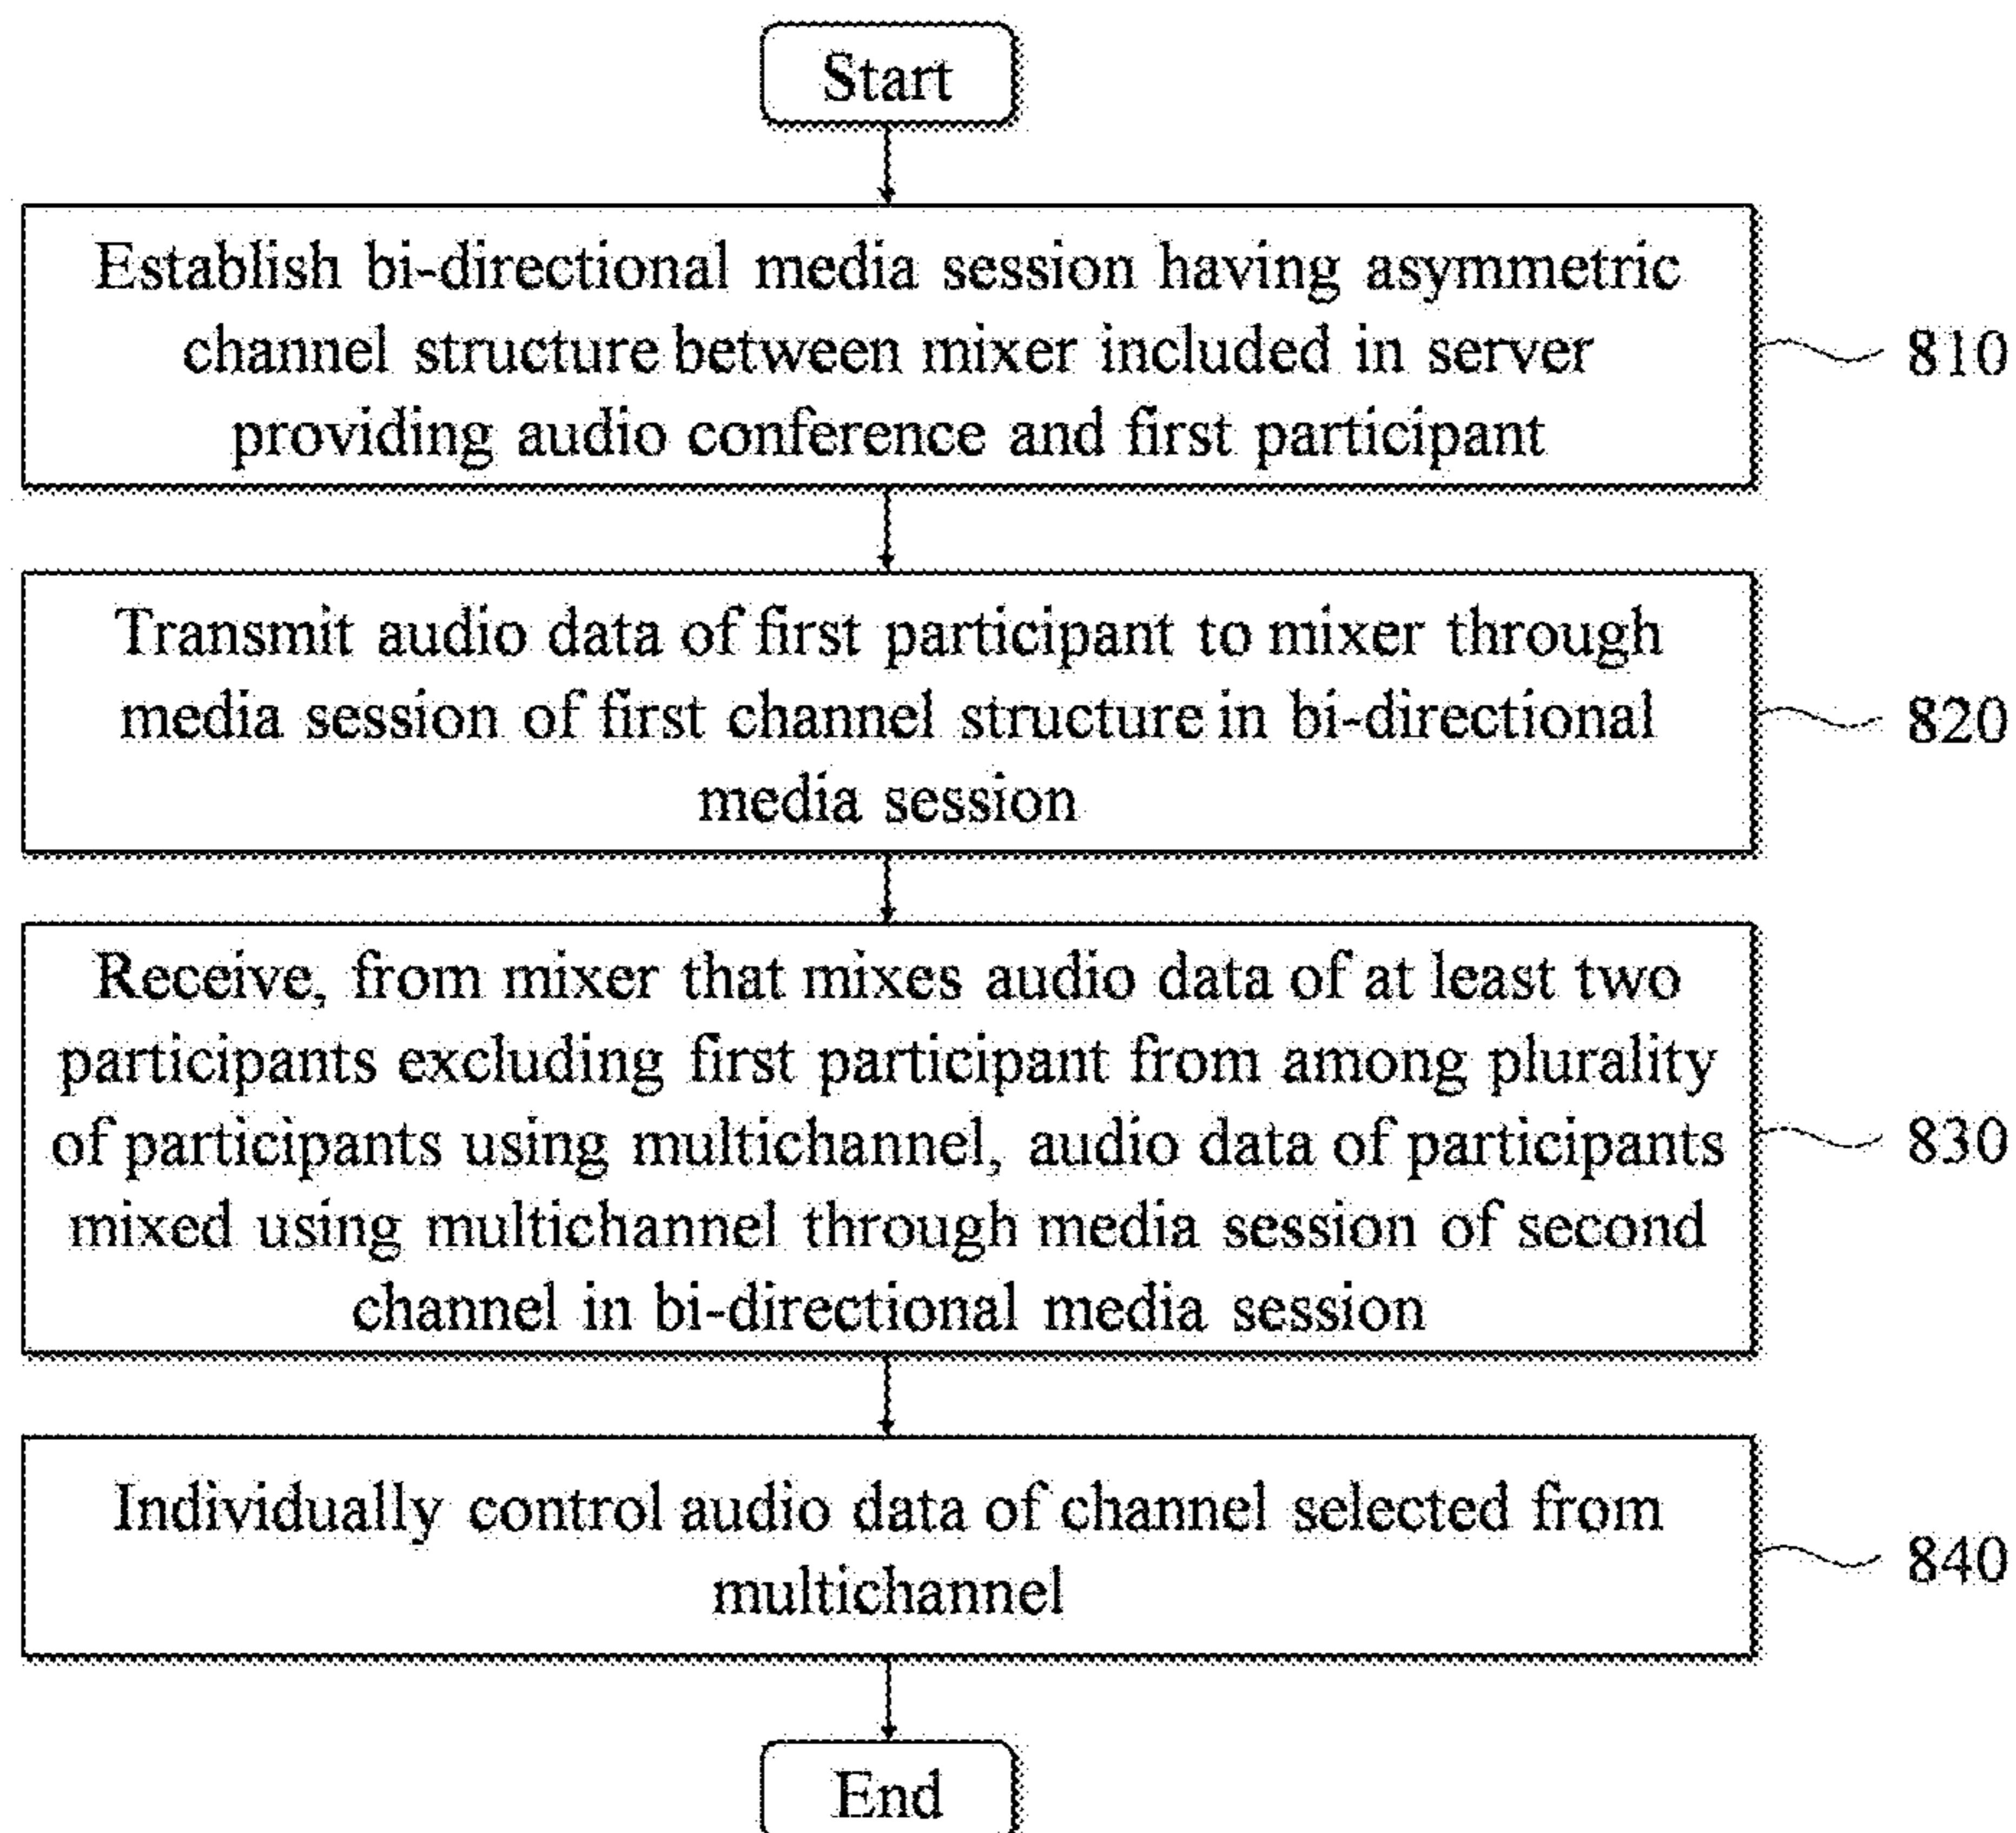 Start
Establish bi-directional media session having asymmetric
channel structure between mixer included in server
providing audio conference and first participant
810
Transmit audio data of first participant to mixer through
media session of first channel structure in bi-directional
media session
820
Receive, from mixer that mixes audio data of at least two
participants excluding first participant from among plurality
of participants using multichannel, audio data of participants
mixed using multichannel through media session of second
channel in bi-directional media session
830
Individually control audio data of channel selected from
multichannel
840
End